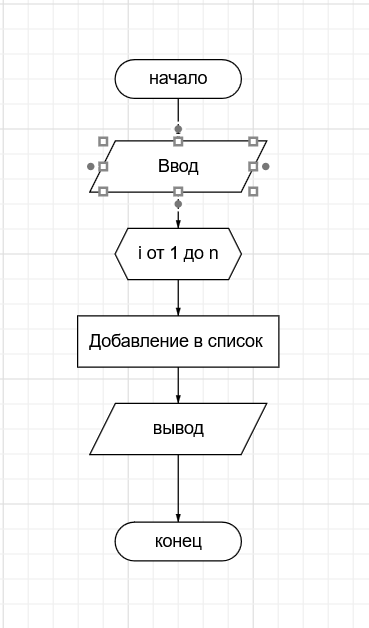 начало
Ввод
i от 1 до n
Добавление в список
вывод
конец